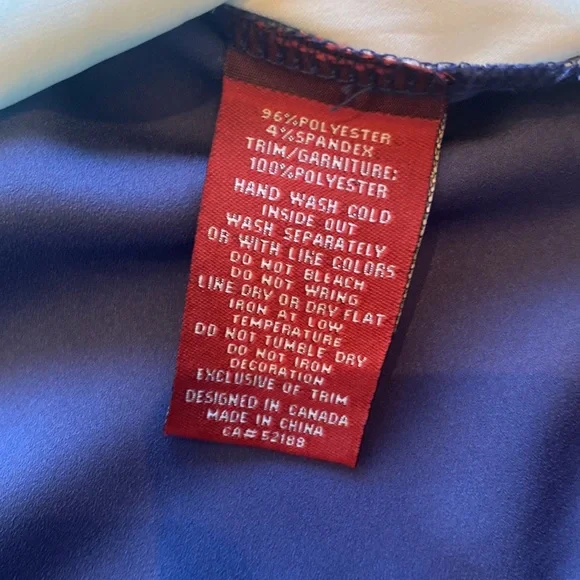 96%POLYESTER
4%SPANDEX
TRIM/GARNITURE:
100%POLYESTER
HAND WASH COLD
INSIDE OUT
WASH SEPARATELY
OR WITH LIKE COLORS
DO NOT BLEACH
DO NOT WRING
LINE DRY OR DRY FLAT
IRON AT LOW
TEMPERATURE
DO NOT TUMBLE DRY
DO NOT IRON
DECORATION
EXCLUSIVE OF TRIM
DESIGNED IN CANADA
MADE IN CHINA
CA# 52188